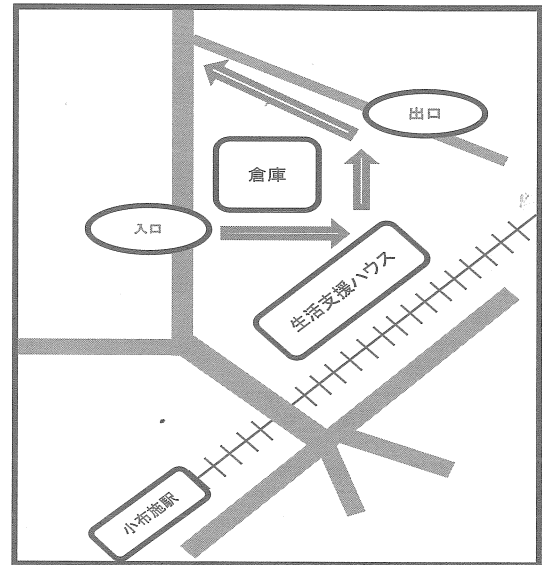 出口
倉庫
入口
生活支援ハウス
小布施駅